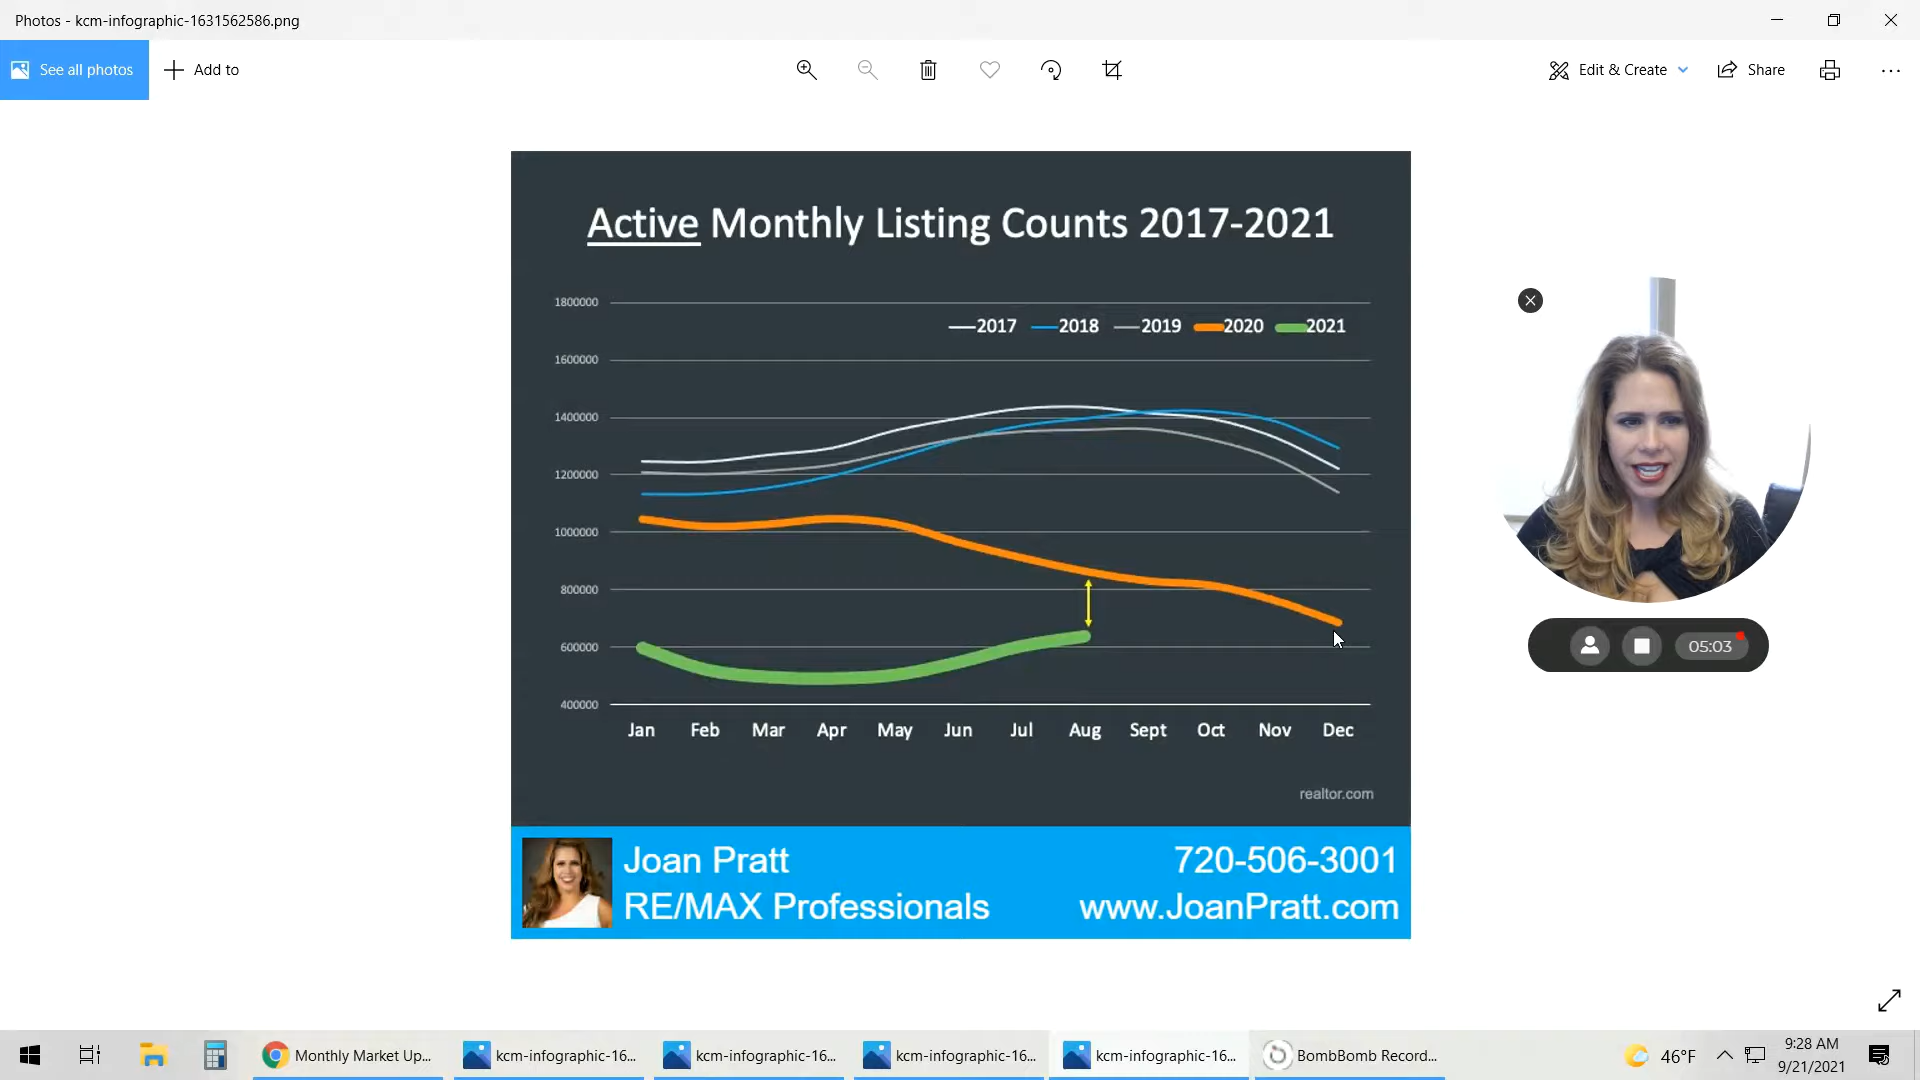 Photos - kcm-infographic-1631562586.png
See all photos
Add to
Edit & Create
Share
Active Monthly Listing Counts 2017-2021
1800000
2017 2018 2019 2020 2021
1600000
1400000
1200000
1000000
800000
600000
400000
Jan Feb Mar Apr May Jun Jul Aug Sept Oct Nov Dec
realtor.com
05:03
Joan Pratt 720-506-3001
RE/MAX Professionals www.JoanPratt.com
Monthly Market Up... kcm-infographic-16... kcm-infographic-16... kcm-infographic-16... kcm-infographic-16... BombBomb Record... 46°F
9:28 AM
9/21/2021